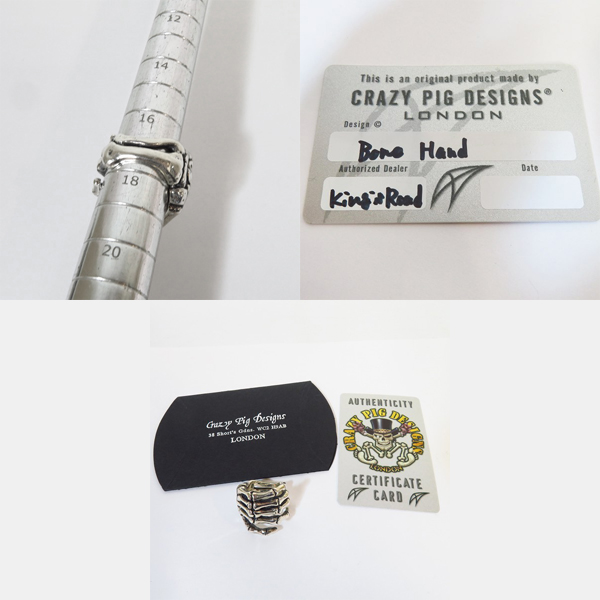 12
14
16
18
20
This is an original product made by
CRAZY PIG DESIGNS®
LONDON
Design ©
Bone Hand
Authorized Dealer Date
King's Road
Crazy Pig Designs
38 Short's Gdns. WC2 H9AB
LONDON
AUTHENTICITY
CRAZY PIG DESIGNS
LONDON
CERTIFICATE
CARD